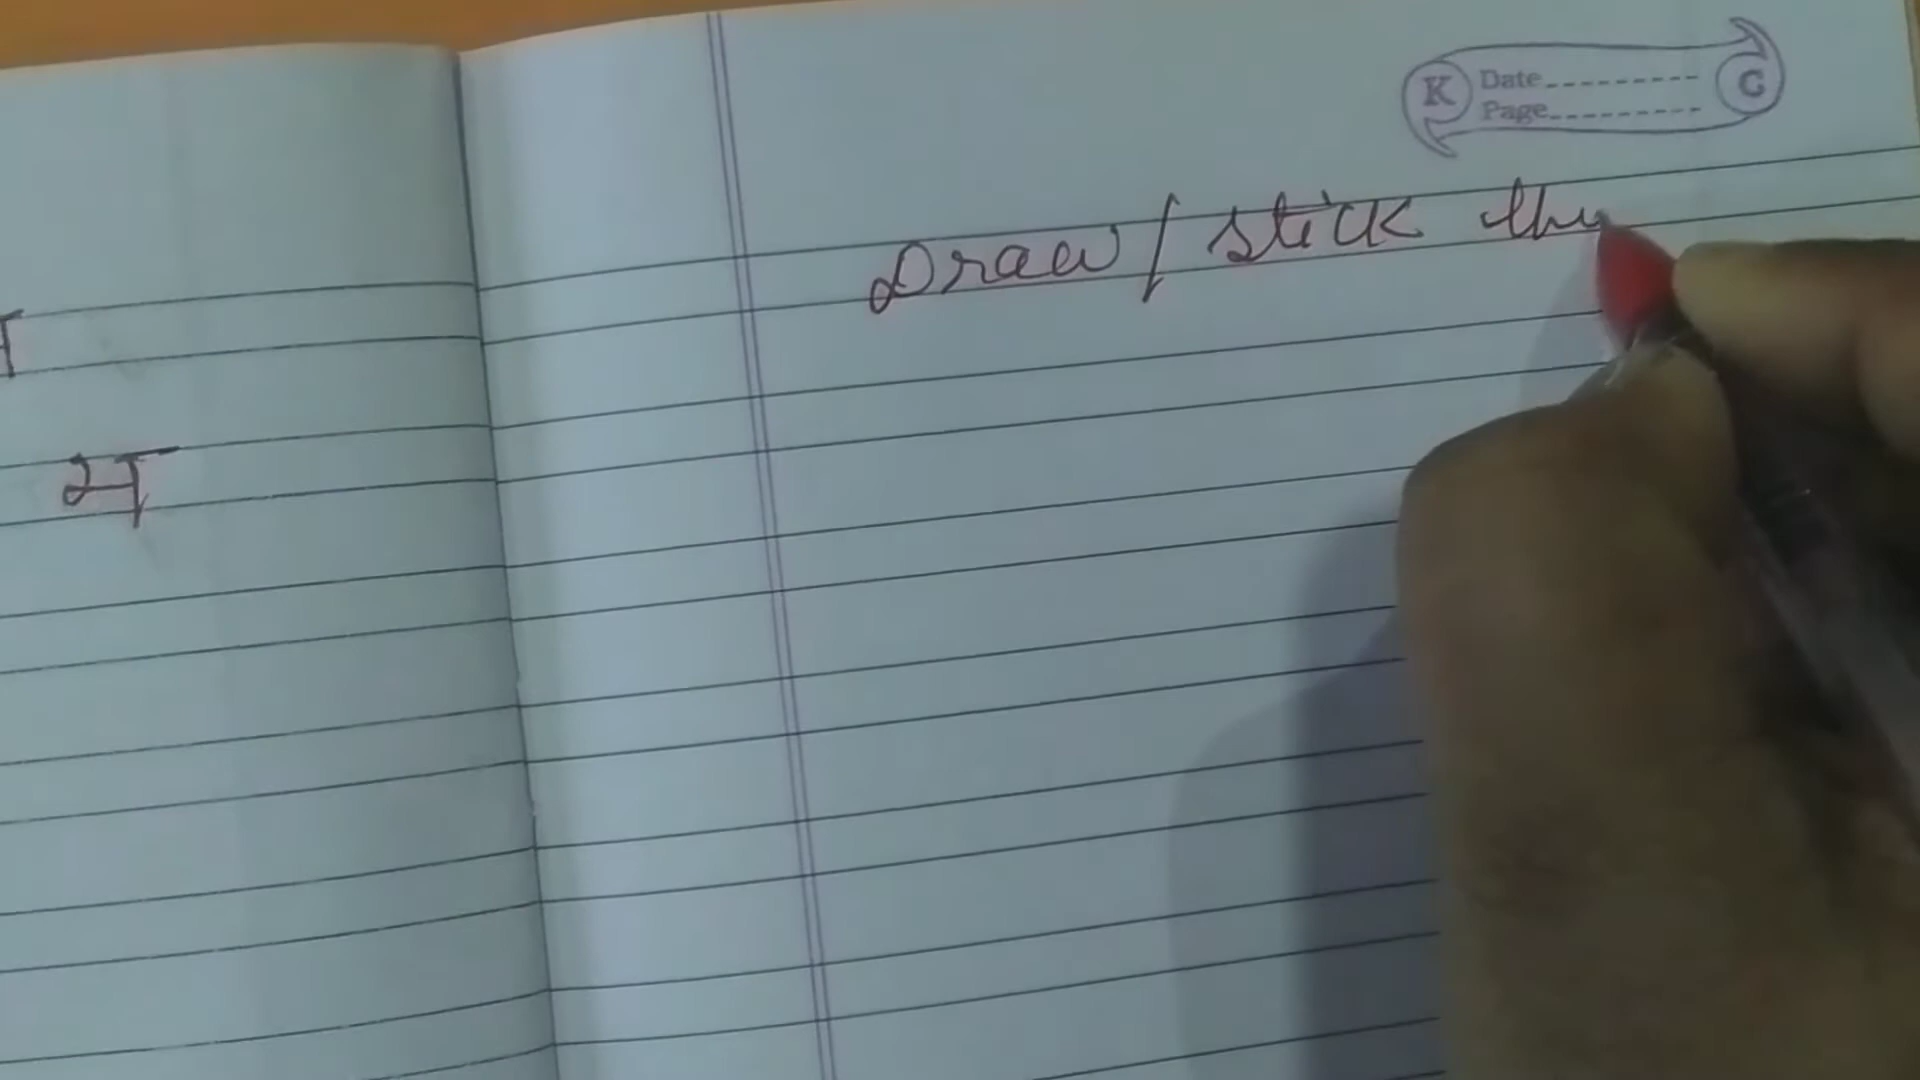 भ
K Date
Page C
Draw / stick the